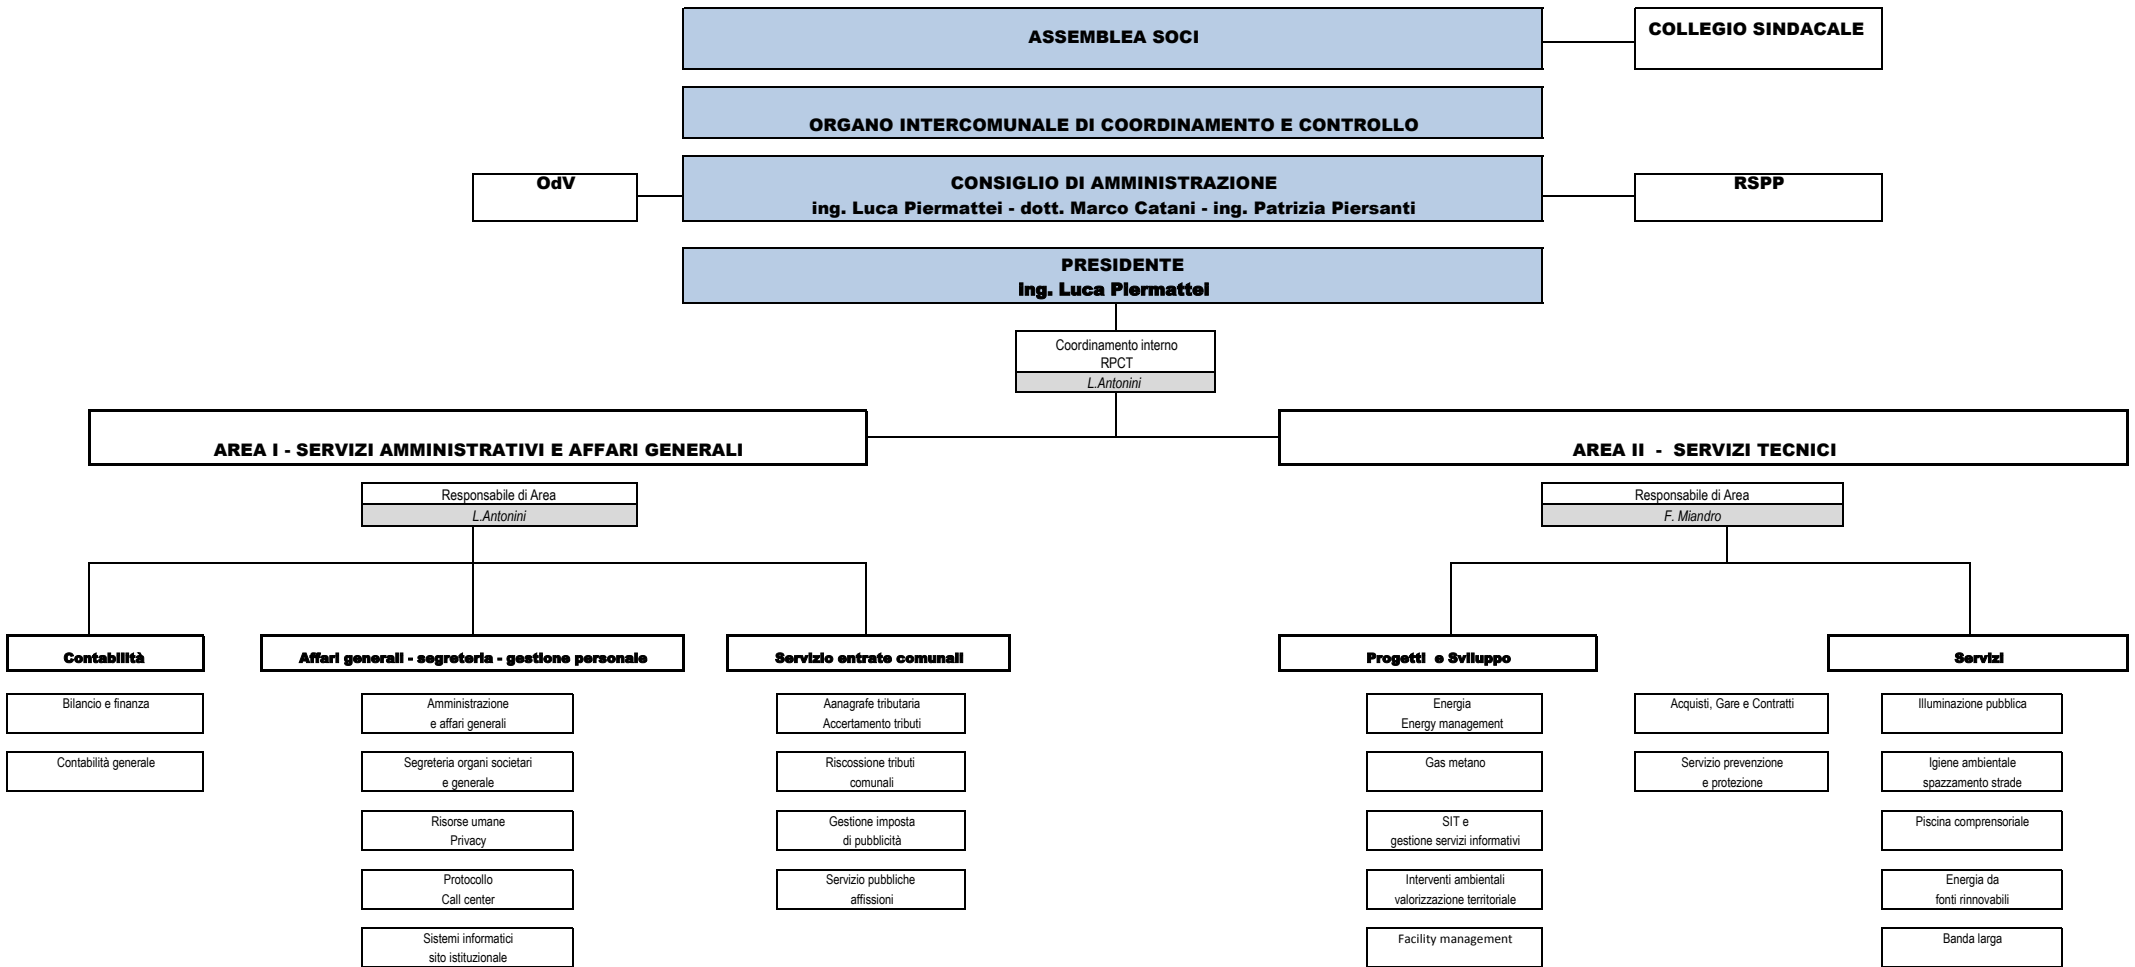 ASSEMBLEA SOCI
COLLEGIO SINDACALE
ORGANO INTERCOMUNALE DI COORDINAMENTO E CONTROLLO
OdV
CONSIGLIO DI AMMINISTRAZIONE
ing. Luca Piermattei - dott. Marco Catani - ing. Patrizia Piersanti
RSPP
PRESIDENTE
ing. Luca Piermattei
Coordinamento interno
RPCT
L.Antonini
AREA I - SERVIZI AMMINISTRATIVI E AFFARI GENERALI
AREA II - SERVIZI TECNICI
Responsabile di Area
L.Antonini
Responsabile di Area
F. Miandro
Contabilità
Affari generali - segreteria - gestione personale
Servizio entrate comunali
Progetti e Sviluppo
Servizi
Bilancio e finanza
Contabilità generale
Amministrazione
e affari generali
Segreteria organi societari
e generale
Risorse umane
Privacy
Protocollo
Call center
Sistemi informatici
sito istituzionale
Aanagrafe tributaria
Accertamento tributi
Riscossione tributi
comunali
Gestione imposta
di pubblicità
Servizio pubbliche
affissioni
Energia
Energy management
Gas metano
SIT e
gestione servizi informativi
Interventi ambientali
valorizzazione territoriale
Facility management
Acquisti, Gare e Contratti
Servizio prevenzione
e protezione
Illuminazione pubblica
Igiene ambientale
spazzamento strade
Piscina comprensoriale
Energia da
fonti rinnovabili
Banda larga